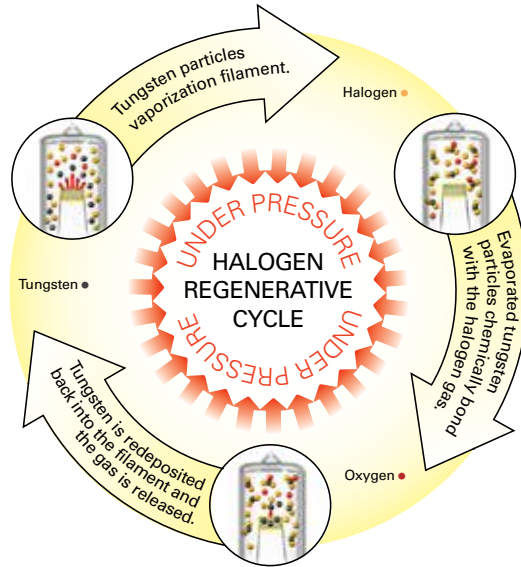 Tungsten particles
vaporization filament.
Halogen
Evaporated tungsten
particles chemically bond
with the halogen gas.
UNDER PRESSURE
HALOGEN
REGENERATIVE
CYCLE
UNDER PRESSURE
Tungsten
Oxygen
Tungsten is redeposited
back into the filament and
the gas is released.